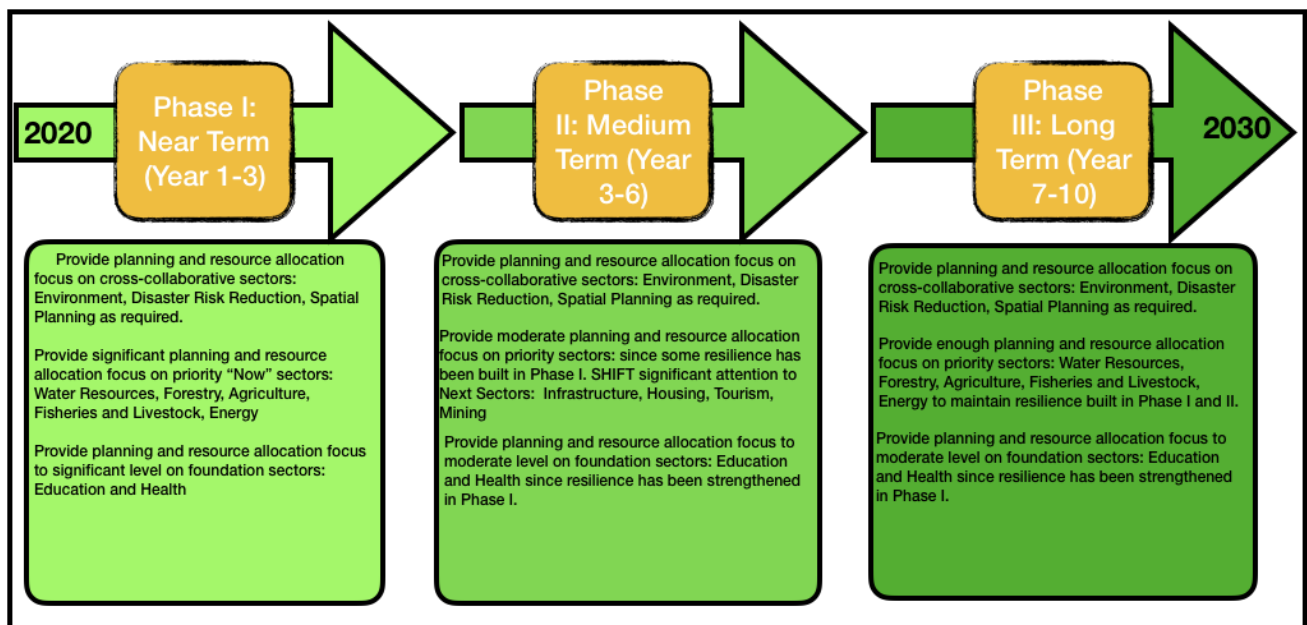 2020
Phase I:
Near Term
(Year 1-3)
Phase
II: Medium
Term (Year
3-6)
Phase
III: Long
Term (Year
7-10)
2030
Provide planning and resource allocation
focus on cross-collaborative sectors:
Environment, Disaster Risk Reduction, Spatial
Planning as required.
Provide significant planning and resource
allocation focus on priority “Now” sectors:
Water Resources, Forestry, Agriculture,
Fisheries and Livestock, Energy
Provide planning and resource allocation focus
to significant level on foundation sectors:
Education and Health
Provide planning and resource allocation focus on
cross-collaborative sectors: Environment, Disaster
Risk Reduction, Spatial Planning as required.
Provide moderate planning and resource allocation
focus on priority sectors: since some resilience has
been built in Phase I. SHIFT significant attention to
Next Sectors: Infrastructure, Housing, Tourism,
Mining
Provide planning and resource allocation focus to
moderate level on foundation sectors: Education
and Health since resilience has been strengthened
in Phase I.
Provide planning and resource allocation focus on
cross-collaborative sectors: Environment, Disaster
Risk Reduction, Spatial Planning as required.
Provide enough planning and resource allocation
focus on priority sectors: Water Resources,
Forestry, Agriculture, Fisheries and Livestock,
Energy to maintain resilience built in Phase I and II.
Provide planning and resource allocation focus to
moderate level on foundation sectors: Education
and Health since resilience has been strengthened
in Phase I.